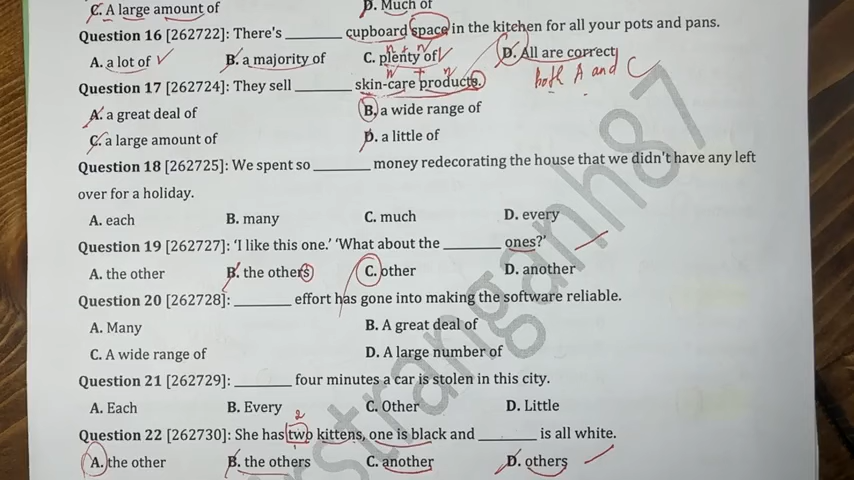 C. A large amount of D. Much of
Question 16 [262722]: There's ________ cupboard space in the kitchen for all your pots and pans.
n + n
A. a lot of B. a majority of C. plenty of D. All are correct
both A and C
n + n
Question 17 [262724]: They sell ________ skin-care products.
A. a great deal of B. a wide range of
C. a large amount of D. a little of
Question 18 [262725]: We spent so ________ money redecorating the house that we didn't have any left
over for a holiday.
A. each B. many C. much D. every
Question 19 [262727]: 'I like this one.' 'What about the ________ ones?'
A. the other B. the others C. other D. another
Question 20 [262728]: ________ effort has gone into making the software reliable.
A. Many B. A great deal of
C. A wide range of D. A large number of
Question 21 [262729]: ________ four minutes a car is stolen in this city.
A. Each B. Every C. Other D. Little
2
Question 22 [262730]: She has two kittens, one is black and ________ is all white.
A. the other B. the others C. another D. others
stranganh87